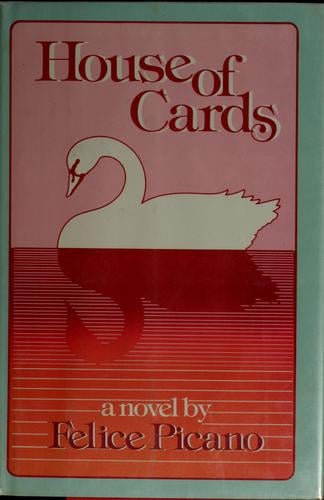 House of
Cards
a novel by
Felice Picano